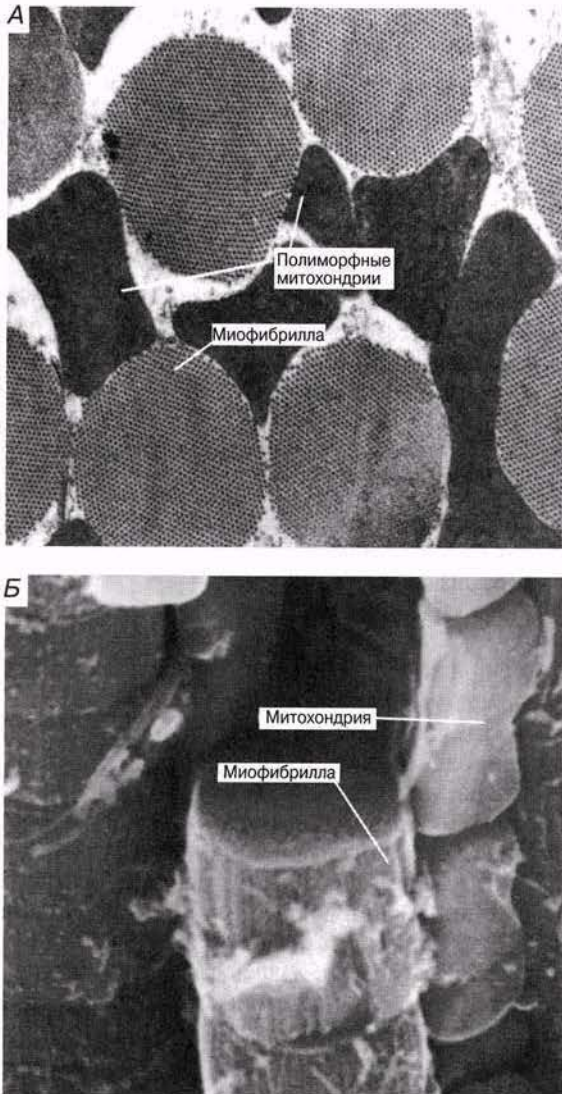 А
Полиморфные
митохондрии
Миофибрилла
Б
Митохондрия
Миофибрилла